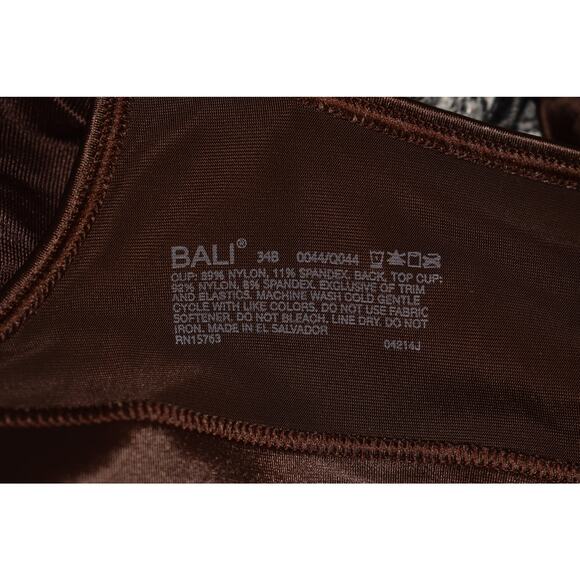 BALI® 34B 0044/Q044
CUP: 89% NYLON, 11% SPANDEX. BACK, TOP CUP:
92% NYLON, 8% SPANDEX. EXCLUSIVE OF TRIM
AND ELASTICS. MACHINE WASH COLD GENTLE
CYCLE WITH LIKE COLORS. DO NOT USE FABRIC
SOFTENER. DO NOT BLEACH. LINE DRY. DO NOT
IRON. MADE IN EL SALVADOR
RN15763 04214J